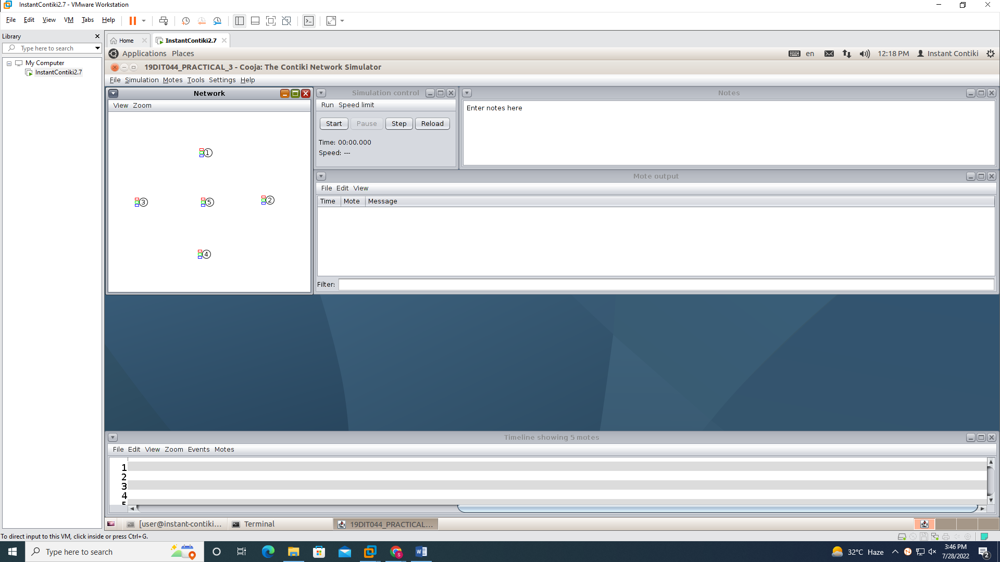 InstantContiki2.7 - VMware Workstation
File Edit View VM Tabs Help
Library
Type here to search
My Computer
InstantContiki2.7
Home
InstantContiki2.7
Applications Places
en
12:18 PM
Instant Contiki
19DIT044_PRACTICAL_3 - Cooja: The Contiki Network Simulator
File Simulation Motes Tools Settings Help
Network
View Zoom
1
3
5
2
4
Simulation control
Run Speed limit
Start Pause Step Reload
Time: 00:00.000
Speed: ---
Notes
Enter notes here
Mote output
File Edit View
Time Mote Message
Filter:
Timeline showing 5 motes
File Edit View Zoom Events Motes
1
2
3
4
5
[user@instant-contiki...
Terminal
19DIT044_PRACTICAL...
To direct input to this VM, click inside or press Ctrl+G.
Type here to search
S
W
32°C Haze
3:46 PM
7/28/2022
2